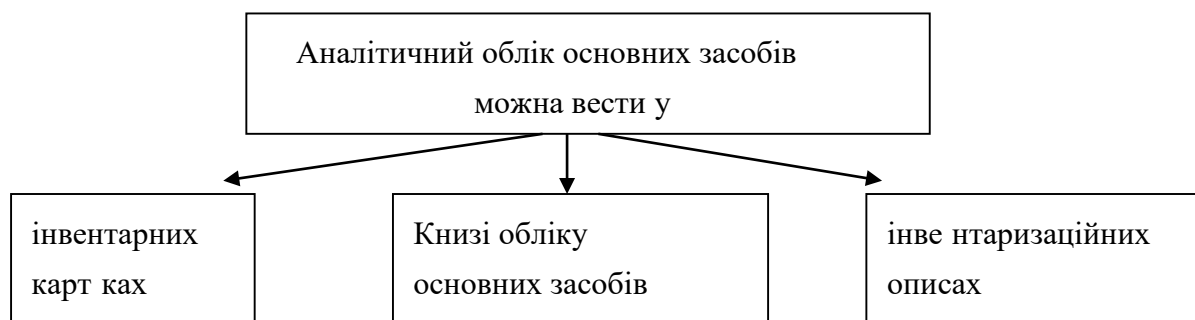 Аналітичний облік основних засобів
можна вести у
інвентарних
карт ках
Книзі обліку
основних засобів
інве нтаризаційних
описах